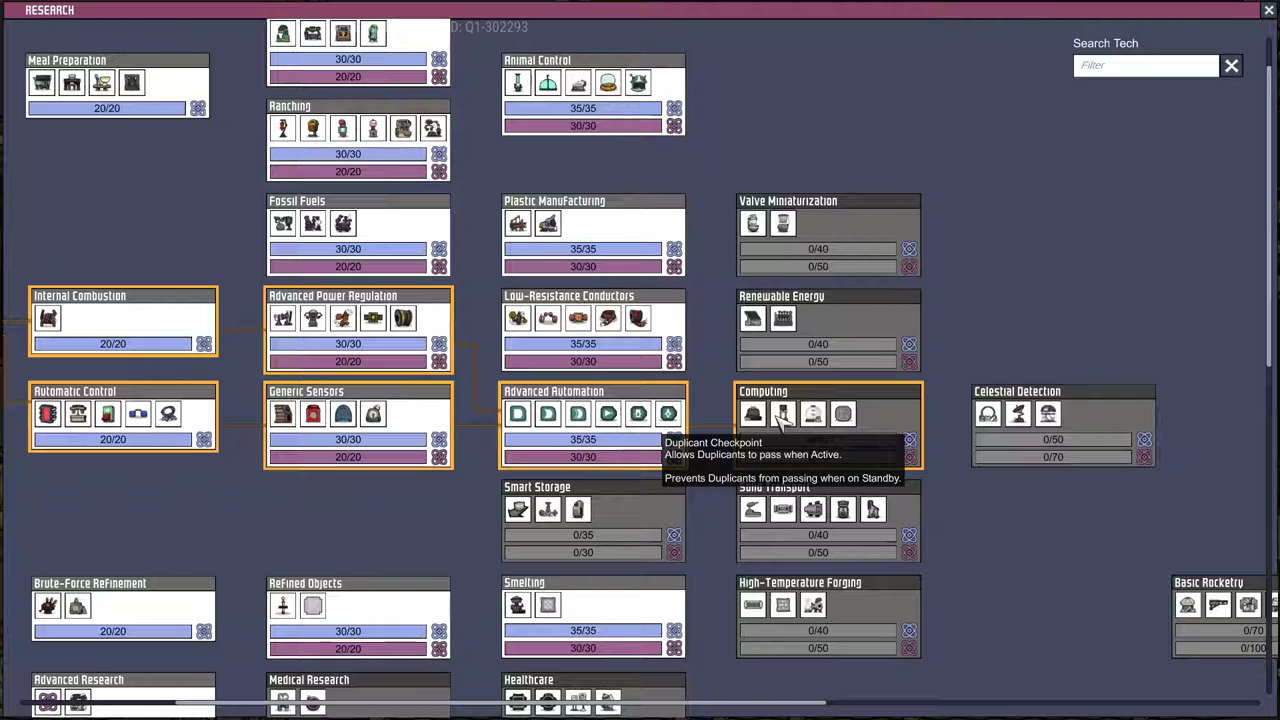 RESEARCH
D: Q1-302293
Search Tech
Filter
Meal Preparation
20/20
30/30
20/20
Animal Control
35/35
30/30
Ranching
30/30
20/20
Fossil Fuels
30/30
20/20
Plastic Manufacturing
35/35
30/30
Valve Miniaturization
0/40
0/50
Internal Combustion
20/20
Advanced Power Regulation
30/30
20/20
Low-Resistance Conductors
35/35
30/30
Renewable Energy
0/40
0/50
Automatic Control
20/20
Generic Sensors
30/30
20/20
Advanced Automation
35/35
30/30
Computing
Celestial Detection
0/50
0/70
Duplicant Checkpoint
Allows Duplicants to pass when Active.
Prevents Duplicants from passing when on Standby.
Smart Storage
0/35
0/30
Solid Transport
0/40
0/50
Brute-Force Refinement
20/20
Refined Objects
30/30
20/20
Smelting
35/35
30/30
High-Temperature Forging
0/40
0/50
Basic Rocketry
0/70
0/100
Advanced Research
Medical Research
Healthcare